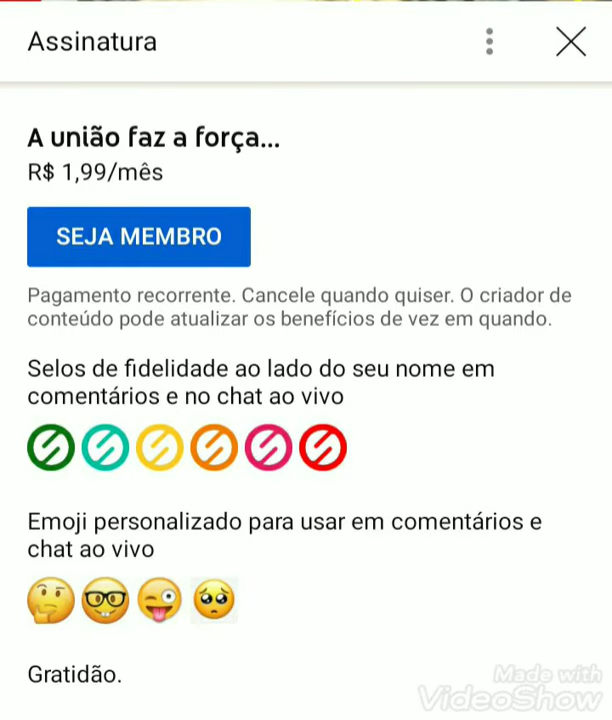 Assinatura
A união faz a força...
R$ 1,99/mês
SEJA MEMBRO
Pagamento recorrente. Cancele quando quiser. O criador de
conteúdo pode atualizar os benefícios de vez em quando.
Selos de fidelidade ao lado do seu nome em
comentários e no chat ao vivo
Emoji personalizado para usar em comentários e
chat ao vivo
Gratidão.
Made with
VideoShow